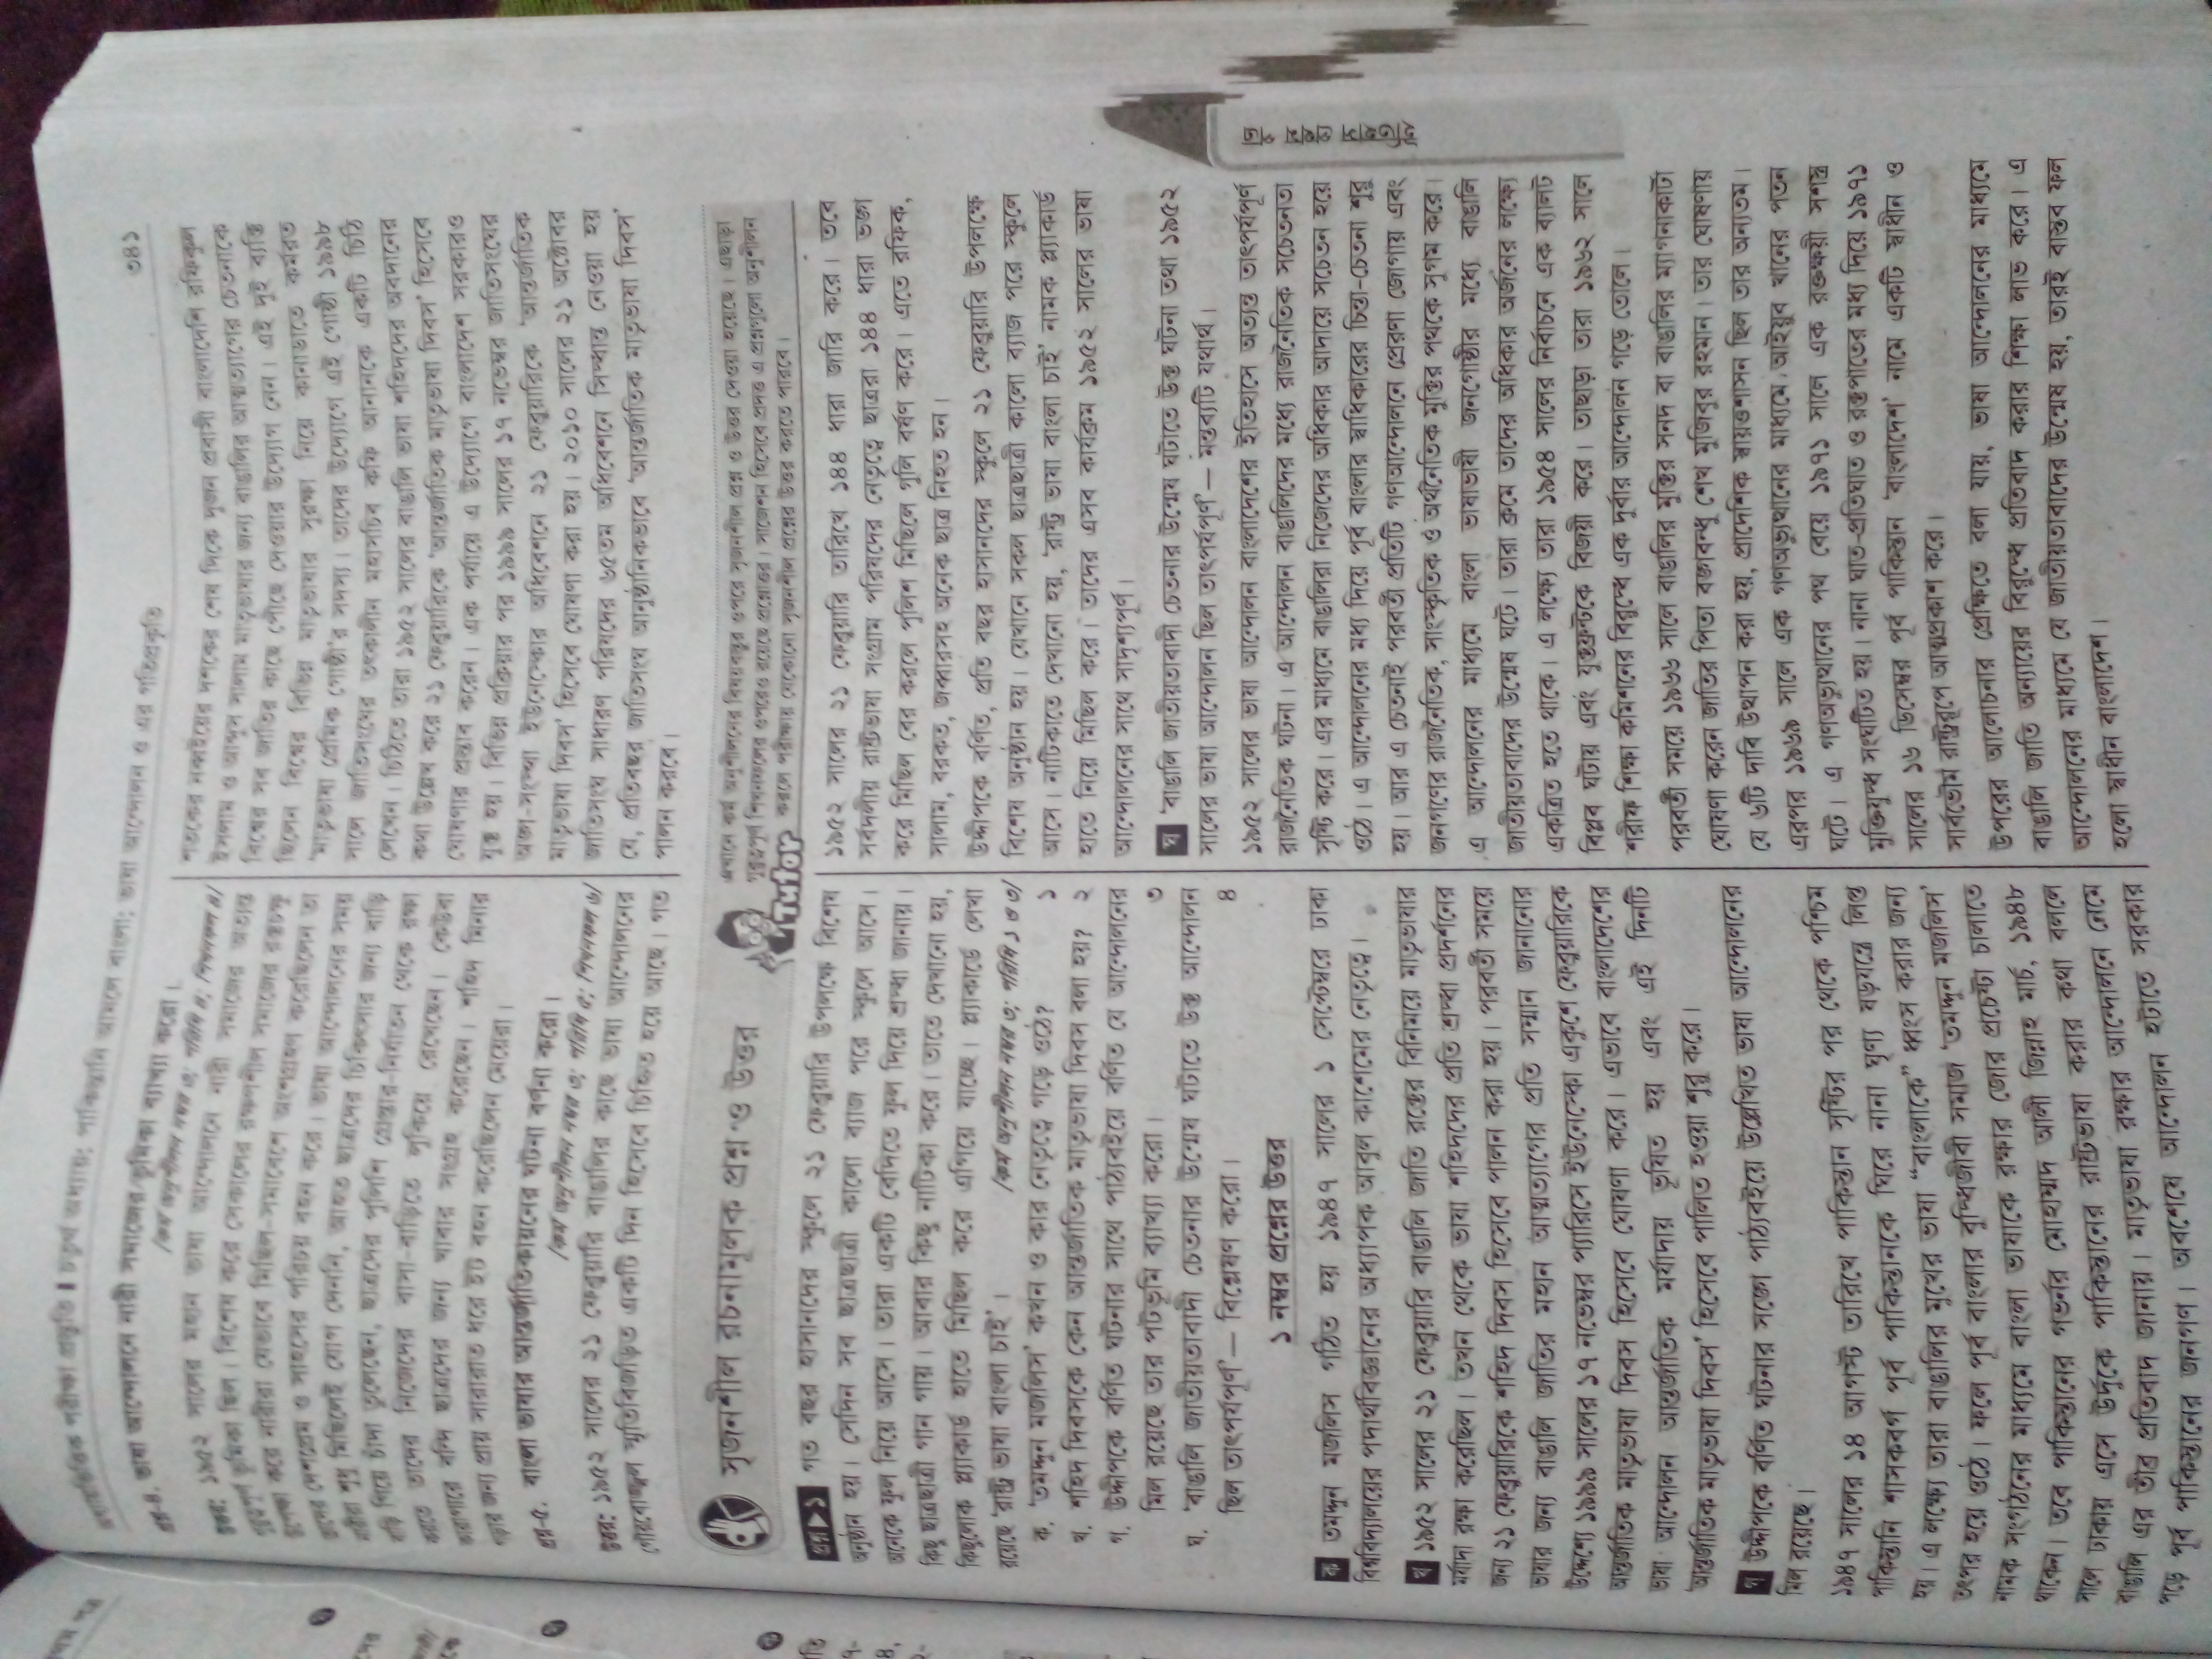 অধ্যায়ভিত্তিক পরীক্ষা প্রস্তুতি ॥ চতুর্থ অধ্যায়: পাকিস্তানি আমলে বাংলা: ভাষা আন্দোলন ও এর গতিপ্রকৃতি
৩৪১
প্রশ্ন-৪. ভাষা আন্দোলনে নারী সমাজের ভূমিকা ব্যাখ্যা করো।
[কর্ম অনুশীলন নম্বর ৩; পরিধি ৪; শিখনফল ৪]
উত্তর: ১৯৫২ সালের মহান ভাষা আন্দোলনে নারী সমাজের অত্যন্ত
গুরুত্বপূর্ণ ভূমিকা ছিল। বিশেষ করে সেকালের রক্ষণশীল সমাজের রক্তচক্ষু
উপেক্ষা করে নারীরা যেভাবে মিছিল-সমাবেশে অংশগ্রহণ করেছিলেন তা
তাদের দেশপ্রেম ও সাহসের পরিচয় বহন করে। ভাষা আন্দোলনের সময়
নারীরা শুধু মিছিলেই যোগ দেননি, আহত ছাত্রদের চিকিৎসার জন্য বাড়ি
বাড়ি গিয়ে চাঁদা তুলেছেন, ছাত্রদের পুলিশি গ্রেপ্তার-নির্যাতন থেকে রক্ষা
করতে তাদের নিজেদের বাসা-বাড়িতে লুকিয়ে রেখেছেন। কেউবা
কারাগারে বন্দি ছাত্রদের জন্য খাবার সংগ্রহ করেছেন। শহিদ মিনার
গড়ার জন্য প্রায় সারারাত ধরে ইট বহন করেছিলেন মেয়েরা।
প্রশ্ন-৫. বাংলা ভাষার আন্তর্জাতিকায়নের ঘটনা বর্ণনা করো।
[কর্ম অনুশীলন নম্বর ৩; পরিধি ৫; শিখনফল ৬]
উত্তর: ১৯৫২ সালের ২১ ফেব্রুয়ারি বাঙালির কাছে ভাষা আন্দোলনের
গৌরবোজ্জ্বল স্মৃতিবিজড়িত একটি দিন হিসেবে চিহ্নিত হয়ে আছে। গত
শতকের নব্বইয়ের দশকের শেষ দিকে দুজন প্রবাসী বাংলাদেশি রফিকুল
ইসলাম ও আব্দুস সালাম মাতৃভাষার জন্য বাঙালির আত্মত্যাগের চেতনাকে
বিশ্বের সব জাতির কাছে পৌঁছে দেওয়ার উদ্যোগ নেন। এই দুই ব্যক্তি
ছিলেন বিশ্বের বিভিন্ন মাতৃভাষার সুরক্ষা নিয়ে কানাডাতে কর্মরত
'মাতৃভাষা প্রেমিক গোষ্ঠী'র সদস্য। তাদের উদ্যোগে এই গোষ্ঠী ১৯৯৮
সালে জাতিসংঘের তৎকালীন মহাসচিব কফি আনানকে একটি চিঠি
লেখেন। চিঠিতে তারা ১৯৫২ সালের বাঙালি ভাষা শহিদদের অবদানের
কথা উল্লেখ করে ২১ ফেব্রুয়ারিকে 'আন্তর্জাতিক মাতৃভাষা দিবস' হিসেবে
ঘোষণার প্রস্তাব করেন। এক পর্যায়ে এ উদ্যোগে বাংলাদেশ সরকারও
যুক্ত হয়। বিভিন্ন প্রক্রিয়ার পর ১৯৯৯ সালের ১৭ নভেম্বর জাতিসংঘের
অঙ্গ-সংস্থা ইউনেস্কোর অধিবেশনে ২১ ফেব্রুয়ারিকে 'আন্তর্জাতিক
মাতৃভাষা দিবস' হিসেবে ঘোষণা করা হয়। ২০১০ সালের ২১ অক্টোবর
জাতিসংঘ সাধারণ পরিষদের ৬৫তম অধিবেশনে সিদ্ধান্ত নেওয়া হয়
যে, প্রতিবছর জাতিসংঘ আনুষ্ঠানিকভাবে 'আন্তর্জাতিক মাতৃভাষা দিবস'
পালন করবে।
সৃজনশীল রচনামূলক প্রশ্ন ও উত্তর
Tutor
এখানে কর্ম অনুশীলনের বিষয়বস্তুর ওপরে সৃজনশীল প্রশ্ন ও উত্তর দেওয়া হয়েছে। এছাড়া
গুরুত্বপূর্ণ শিখনফলের ওপরেও রয়েছে প্রশ্নোত্তর। সাজেশন হিসেবে প্রদত্ত এ প্রশ্নগুলো অনুশীলন
করলে পরীক্ষায় যেকোনো সৃজনশীল প্রশ্নের উত্তর করতে পারবে।
প্রশ্ন ▶ ১ গত বছর হাসানদের স্কুলে ২১ ফেব্রুয়ারি উপলক্ষে বিশেষ
অনুষ্ঠান হয়। সেদিন সব ছাত্রছাত্রী কালো ব্যাজ পরে স্কুলে আসে।
অনেকে ফুল নিয়ে আসে। তারা একটি বেদিতে ফুল দিয়ে শ্রদ্ধা জানায়।
কিছু ছাত্রছাত্রী গান গায়। আবার কিছু নাটিকা করে। তাতে দেখানো হয়,
কিছুলোক প্ল্যাকার্ড হাতে মিছিল করে এগিয়ে যাচ্ছে। প্ল্যাকার্ডে লেখা
রয়েছে 'রাষ্ট্র ভাষা বাংলা চাই'। [কর্ম অনুশীলন নম্বর ৩; পরিধি ১ ও ৩]
ক. 'তমদ্দুন মজলিস' কখন ও কার নেতৃত্বে গড়ে ওঠে? ১
খ. শহিদ দিবসকে কেন আন্তর্জাতিক মাতৃভাষা দিবস বলা হয়? ২
গ. উদ্দীপকে বর্ণিত ঘটনার সাথে পাঠ্যবইয়ে বর্ণিত যে আন্দোলনের
মিল রয়েছে তার পটভূমি ব্যাখ্যা করো। ৩
ঘ. 'বাঙালি জাতীয়তাবাদী চেতনার উন্মেষ ঘটাতে উক্ত আন্দোলন
ছিল তাৎপর্যপূর্ণ'— বিশ্লেষণ করো। ৪
১ নম্বর প্রশ্নের উত্তর
ক তমদ্দুন মজলিস গঠিত হয় ১৯৪৭ সালের ১ সেপ্টেম্বরে ঢাকা
বিশ্ববিদ্যালয়ের পদার্থবিজ্ঞানের অধ্যাপক আবুল কাশেমের নেতৃত্বে।
খ ১৯৫২ সালের ২১ ফেব্রুয়ারি বাঙালি জাতি রক্তের বিনিময়ে মাতৃভাষার
মর্যাদা রক্ষা করেছিল। তখন থেকে ভাষা শহিদদের প্রতি শ্রদ্ধা প্রদর্শনের
জন্য ২১ ফেব্রুয়ারিকে শহিদ দিবস হিসেবে পালন করা হয়। পরবর্তী সময়ে
ভাষার জন্য বাঙালি জাতির মহান আত্মত্যাগের প্রতি সম্মান জানানোর
উদ্দেশ্যে ১৯৯৯ সালের ১৭ নভেম্বর প্যারিসে ইউনেস্কো একুশে ফেব্রুয়ারিকে
আন্তর্জাতিক মাতৃভাষা দিবস হিসেবে ঘোষণা করে। এভাবে বাংলাদেশের
ভাষা আন্দোলন আন্তর্জাতিক মর্যাদায় ভূষিত হয় এবং এই দিনটি
'আন্তর্জাতিক মাতৃভাষা দিবস' হিসেবে পালিত হওয়া শুরু করে।
গ উদ্দীপকে বর্ণিত ঘটনার সঙ্গে পাঠ্যবইয়ে উল্লেখিত ভাষা আন্দোলনের
মিল রয়েছে।
১৯৪৭ সালের ১৪ আগস্ট তারিখে পাকিস্তান সৃষ্টির পর থেকে পশ্চিম
পাকিস্তানি শাসকবর্গ পূর্ব পাকিস্তানকে ঘিরে নানা ঘৃণ্য ষড়যন্ত্রে লিপ্ত
হয়। এ লক্ষ্যে তারা বাঙালির মুখের ভাষা “বাংলাকে” ধ্বংস করার জন্য
তৎপর হয়ে ওঠে। ফলে পূর্ব বাংলার বুদ্ধিজীবী সমাজ 'তমদ্দুন মজলিস'
নামক সংগঠনের মাধ্যমে বাংলা ভাষাকে রক্ষার জোর প্রচেষ্টা চালাতে
থাকেন। তবে পাকিস্তানের গভর্নর মোহাম্মদ আলী জিন্নাহ মার্চ, ১৯৪৮
সালে ঢাকায় এসে উর্দুকে পাকিস্তানের রাষ্ট্রভাষা করার কথা বললে
বাঙালি এর তীব্র প্রতিবাদ জানায়। মাতৃভাষা রক্ষার আন্দোলনে নেমে
পড়ে পূর্ব পাকিস্তানের জনগণ। অবশেষে আন্দোলন হটাতে সরকার
১৯৫২ সালের ২১ ফেব্রুয়ারি তারিখে ১৪৪ ধারা জারি করে। তবে
সর্বদলীয় রাষ্ট্রভাষা সংগ্রাম পরিষদের নেতৃত্বে ছাত্ররা ১৪৪ ধারা ভঙ্গ
করে মিছিল বের করলে পুলিশ মিছিলে গুলি বর্ষণ করে। এতে রফিক,
সালাম, বরকত, জব্বারসহ অনেক ছাত্র নিহত হন।
উদ্দীপকে বর্ণিত, প্রতি বছর হাসানদের স্কুলে ২১ ফেব্রুয়ারি উপলক্ষে
বিশেষ অনুষ্ঠান হয়। যেখানে সকল ছাত্রছাত্রী কালো ব্যাজ পরে স্কুলে
আসে। নাটিকাতে দেখানো হয়, 'রাষ্ট্র ভাষা বাংলা চাই' নামক প্ল্যাকার্ড
হাতে নিয়ে মিছিল করে। তাদের এসব কার্যক্রম ১৯৫২ সালের ভাষা
আন্দোলনের সাথে সাদৃশ্যপূর্ণ।
ঘ 'বাঙালি জাতীয়তাবাদী চেতনার উন্মেষ ঘটাতে উক্ত ঘটনা তথা ১৯৫২
সালের ভাষা আন্দোলন ছিল তাৎপর্যপূর্ণ'— মন্তব্যটি যথার্থ।
১৯৫২ সালের ভাষা আন্দোলন বাংলাদেশের ইতিহাসে অত্যন্ত তাৎপর্যপূর্ণ
রাজনৈতিক ঘটনা। এ আন্দোলন বাঙালিদের মধ্যে রাজনৈতিক সচেতনতা
সৃষ্টি করে। এর মাধ্যমে বাঙালিরা নিজেদের অধিকার আদায়ে সচেতন হয়ে
ওঠে। এ আন্দোলনের মধ্য দিয়ে পূর্ব বাংলার স্বাধিকারের চিন্তা-চেতনা শুরু
হয়। আর এ চেতনাই পরবর্তী প্রতিটি গণআন্দোলনে প্রেরণা জোগায় এবং
জনগণের রাজনৈতিক, সাংস্কৃতিক ও অর্থনৈতিক মুক্তির পথকে সুগম করে।
এ আন্দোলনের মাধ্যমে বাংলা ভাষাভাষী জনগোষ্ঠীর মধ্যে বাঙালি
জাতীয়তাবাদের উন্মেষ ঘটে। তারা ক্রমে তাদের অধিকার অর্জনের লক্ষ্যে
একত্রিত হতে থাকে। এ লক্ষ্যে তারা ১৯৫৪ সালের নির্বাচনে এক ব্যালট
বিপ্লব ঘটায় এবং যুক্তফ্রন্টকে বিজয়ী করে। তাছাড়া তারা ১৯৬২ সালে
শরীফ শিক্ষা কমিশনের বিরুদ্ধে এক দুর্বার আন্দোলন গড়ে তোলে।
পরবর্তী সময়ে ১৯৬৬ সালে বাঙালির মুক্তির সনদ বা বাঙালির ম্যাগনাকার্টা
ঘোষণা করেন জাতির পিতা বঙ্গবন্ধু শেখ মুজিবুর রহমান। তার ঘোষণায়
যে ৬টি দাবি উত্থাপন করা হয়, প্রাদেশিক স্বায়ত্তশাসন ছিল তার অন্যতম।
এরপর ১৯৬৯ সালে এক গণঅভ্যুত্থানের মাধ্যমে আইয়ুব খানের পতন
ঘটে। এ গণঅভ্যুত্থানের পথ বেয়ে ১৯৭১ সালে এক রক্তক্ষয়ী সশস্ত্র
মুক্তিযুদ্ধ সংঘটিত হয়। নানা ঘাত-প্রতিঘাত ও রক্তপাতের মধ্য দিয়ে ১৯৭১
সালের ১৬ ডিসেম্বর পূর্ব পাকিস্তান 'বাংলাদেশ' নামে একটি স্বাধীন ও
সার্বভৌম রাষ্ট্ররূপে আত্মপ্রকাশ করে।
উপরের আলোচনার প্রেক্ষিতে বলা যায়, ভাষা আন্দোলনের মাধ্যমে
বাঙালি জাতি অন্যায়ের বিরুদ্ধে প্রতিবাদ করার শিক্ষা লাভ করে। এ
আন্দোলনের মাধ্যমে যে জাতীয়তাবাদের উন্মেষ হয়, তারই বাস্তব ফল
হলো স্বাধীন বাংলাদেশ।
ইতিহাস প্রথম পত্র